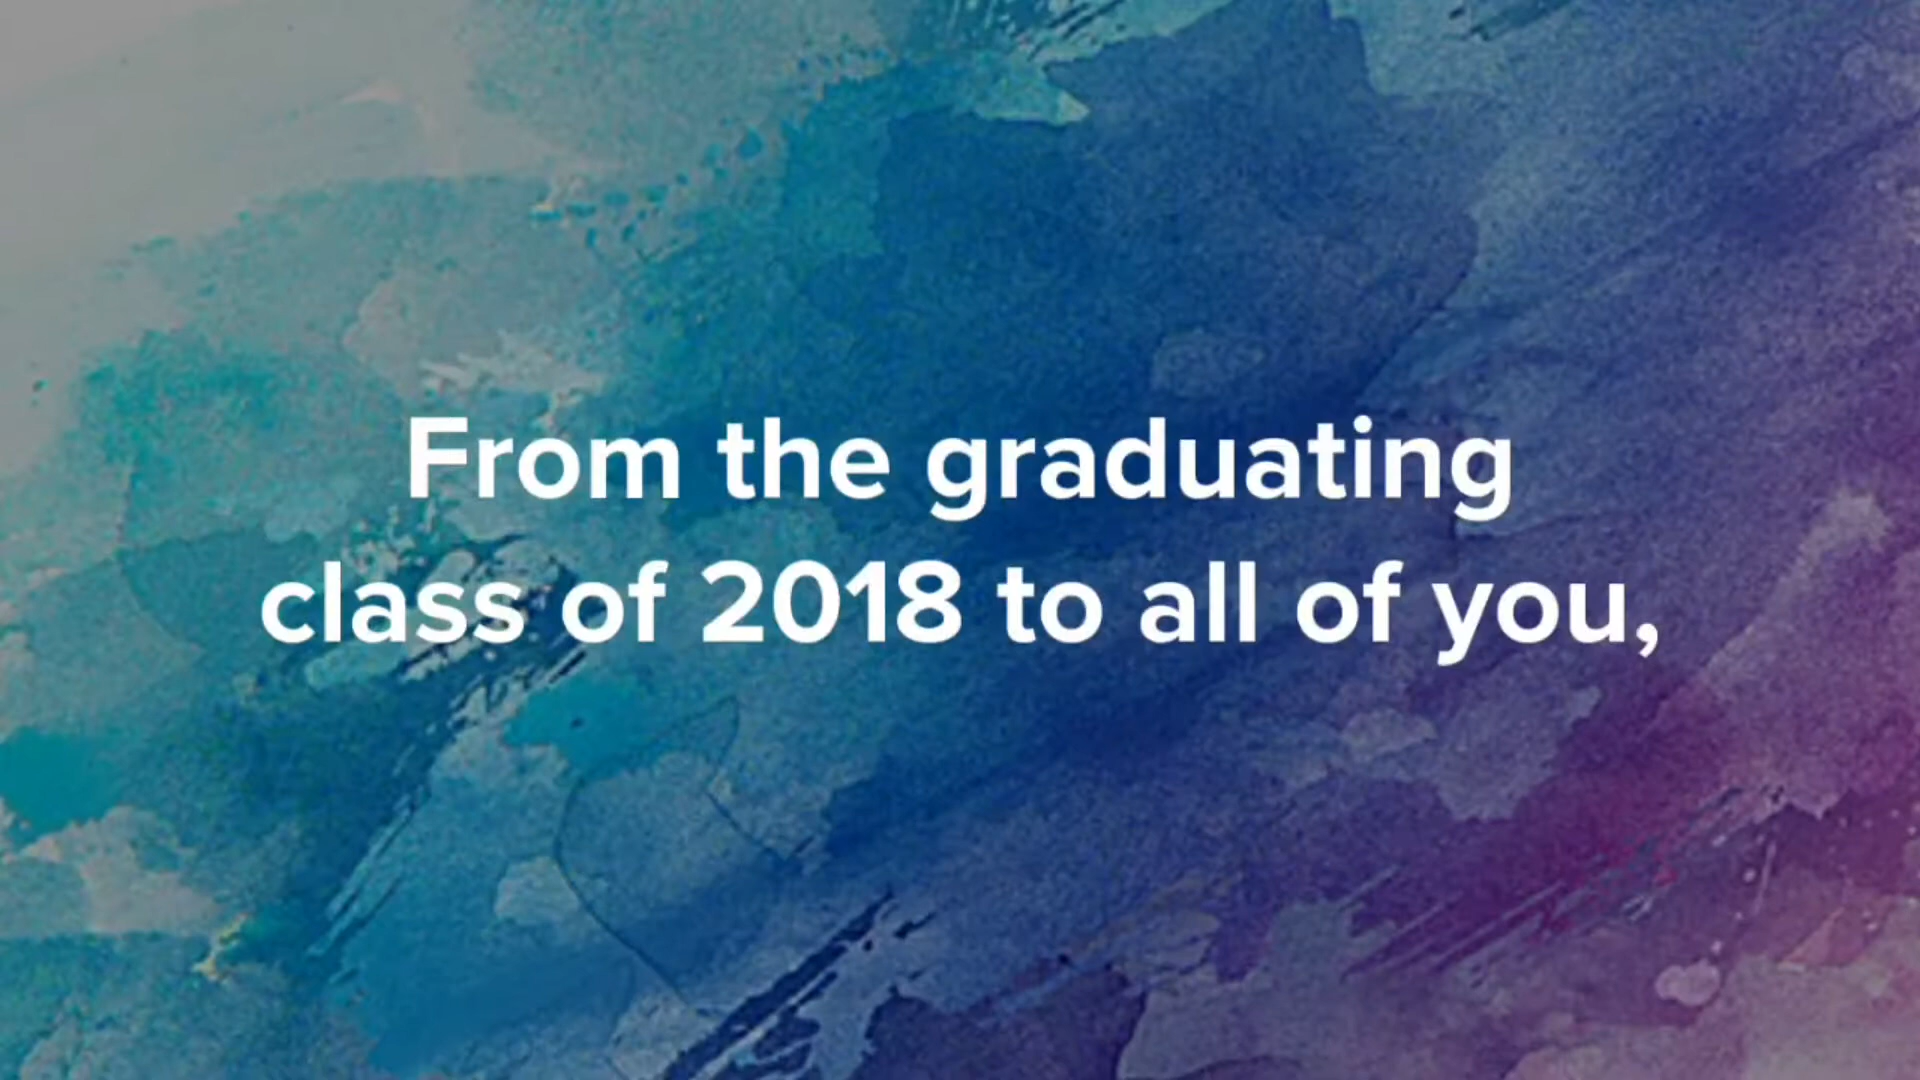 From the graduating
class of 2018 to all of you,